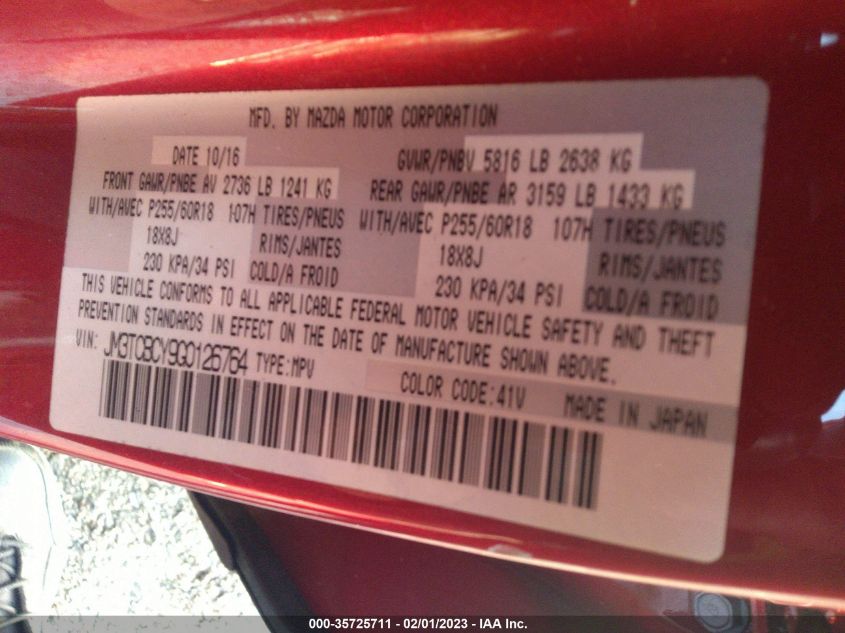 MFD. BY MAZDA MOTOR CORPORATION
DATE 10/16 GVWR/PNBV 5816 LB 2638 KG
FRONT GAWR/PNBE AV 2736 LB 1241 KG REAR GAWR/PNBE AR 3159 LB 1433 KG
WITH/AVEC P255/60R18 107H TIRES/PNEUS WITH/AVEC P255/60R18 107H TIRES/PNEUS
18X8J RIMS/JANTES 18X8J RIMS/JANTES
230 KPA/34 PSI COLD/A FROID 230 KPA/34 PSI COLD/A FROID
THIS VEHICLE CONFORMS TO ALL APPLICABLE FEDERAL MOTOR VEHICLE SAFETY AND THEFT
PREVENTION STANDARDS IN EFFECT ON THE DATE OF MANUFACTURE SHOWN ABOVE.
VIN: JM3TCBCY9G0126764 TYPE:MPV
COLOR CODE:41V MADE IN JAPAN
000-35725711 - 02/01/2023 - IAA Inc.